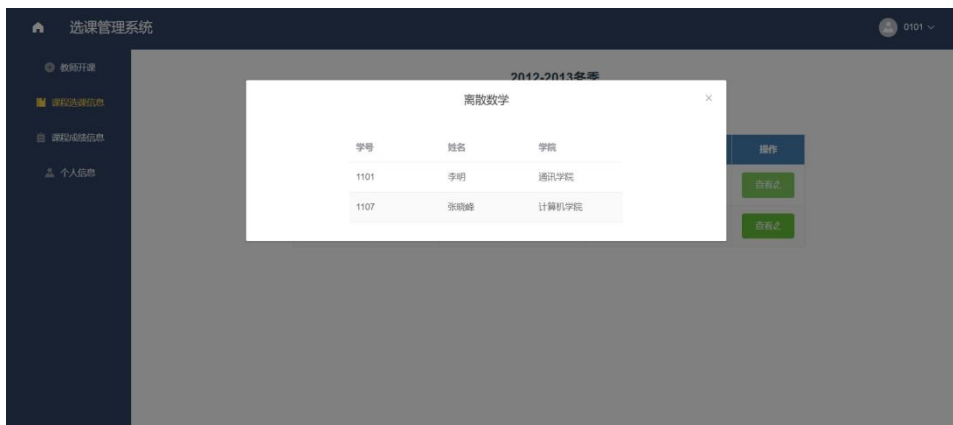 选课管理系统
0101
教师开课
2012-2013冬季
离散数学
课程选课信息
课程成绩信息
学号 姓名 学院
操作
个人信息
1101 李明 通讯学院
查看之
1107 张晓峰 计算机学院
查看之